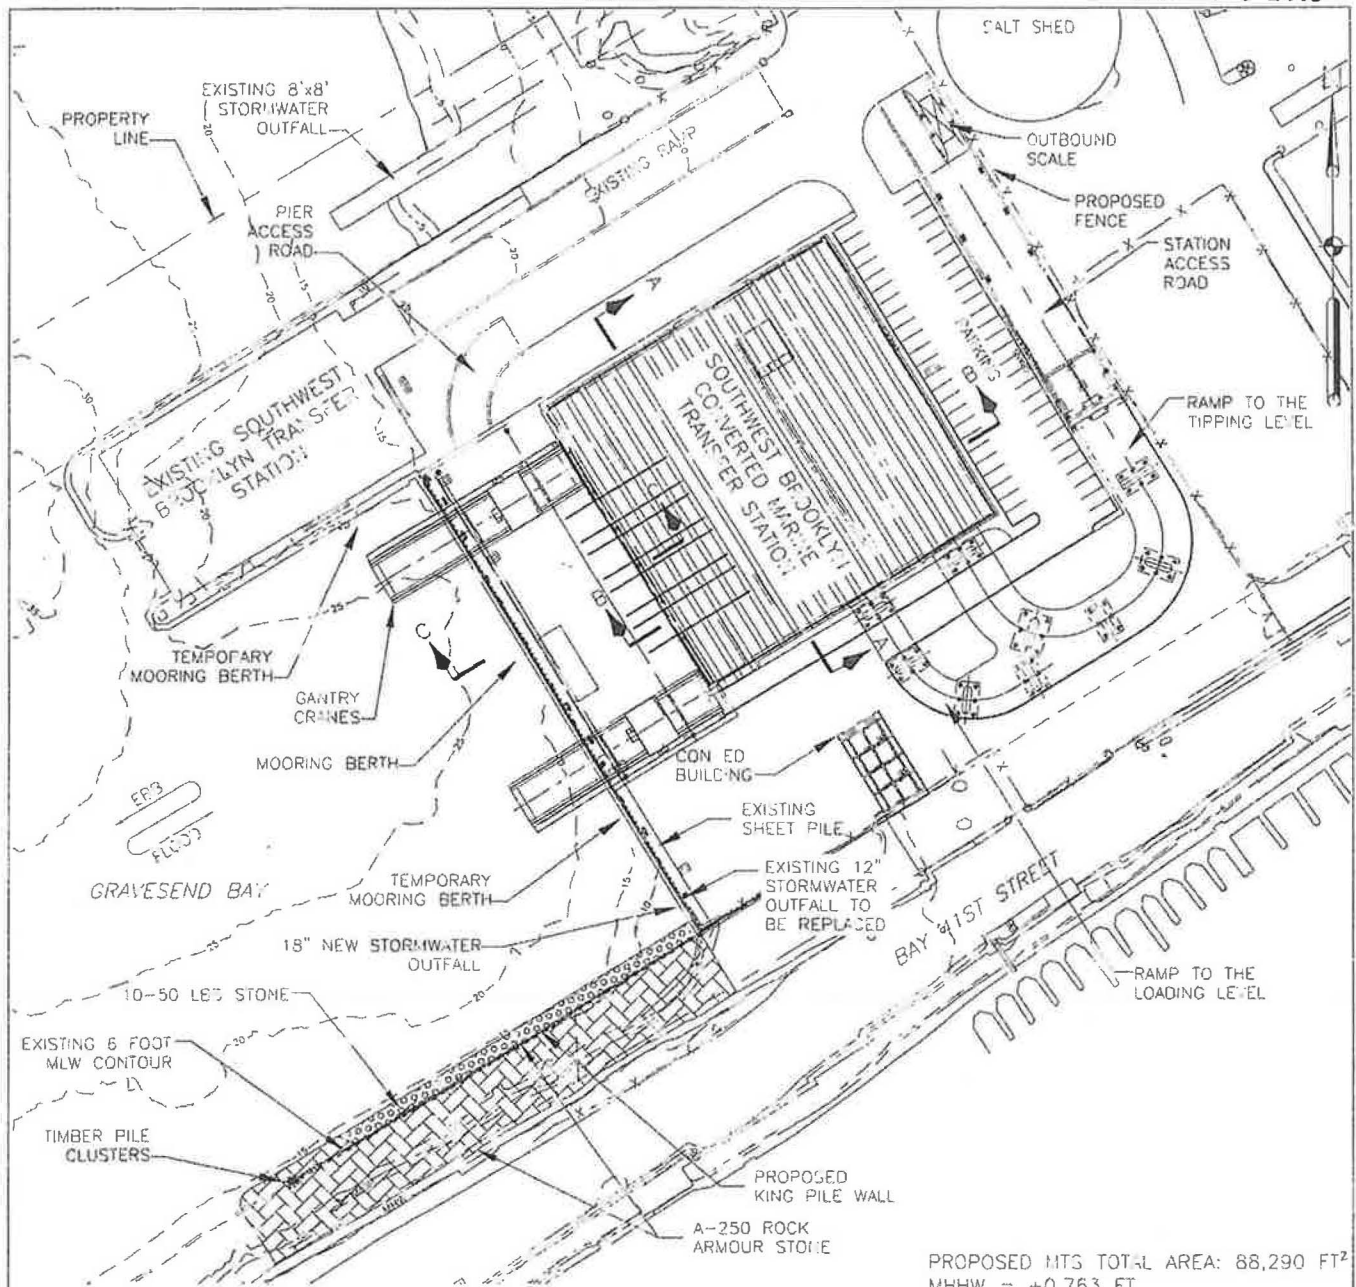 SALT SHED
EXISTING 8'x8'
STORMWATER
OUTFALL
PROPERTY
LINE
OUTBOUND
SCALE
EXISTING RAMP
PROPOSED
FENCE
PIER
ACCESS
ROAD
STATION
ACCESS
ROAD
A
PARKING
B
EXISTING SOUTHWEST
BROOKLYN TRANSFER
STATION
SOUTHWEST BROOKLYN
CONVERTED MARINE
TRANSFER STATION
RAMP TO THE
TIPPING LEVEL
C
B
C
A
TEMPORARY
MOORING BERTH
GANTRY
CRANES
MOORING BERTH
CON ED
BUILDING
EBB
FLOOD
EXISTING
SHEET PILE
GRAVESEND BAY
TEMPORARY
MOORING BERTH
EXISTING 12"
STORMWATER
OUTFALL TO
BE REPLACED
18" NEW STORMWATER
OUTFALL
BAY 41ST STREET
RAMP TO THE
LOADING LEVEL
10-50 LBS STONE
EXISTING 6 FOOT
MLW CONTOUR
TIMBER PILE
CLUSTERS
PROPOSED
KING PILE WALL
A-250 ROCK
ARMOUR STONE
PROPOSED MTS TOTAL AREA: 88,290 FT²
MHHW = +0.763 FT